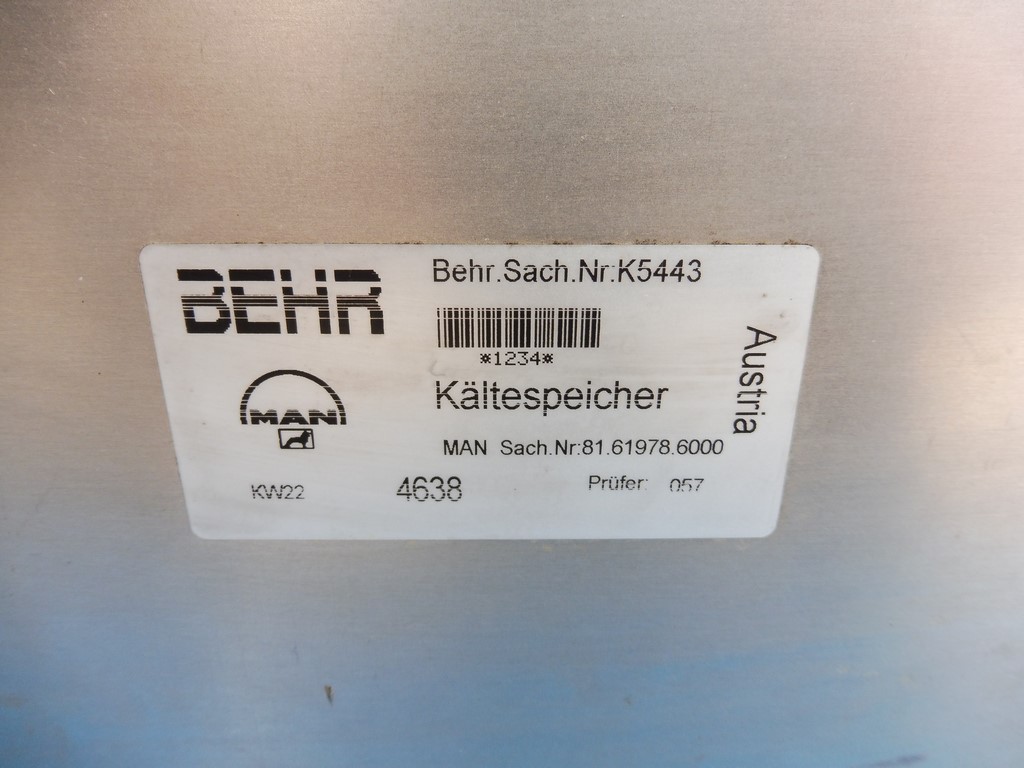 BEHR
Behr.Sach.Nr:K5443
*1234*
Kältespeicher
MAN
MAN Sach.Nr:81.61978.6000
KW22 4638 Prüfer: 057
Austria